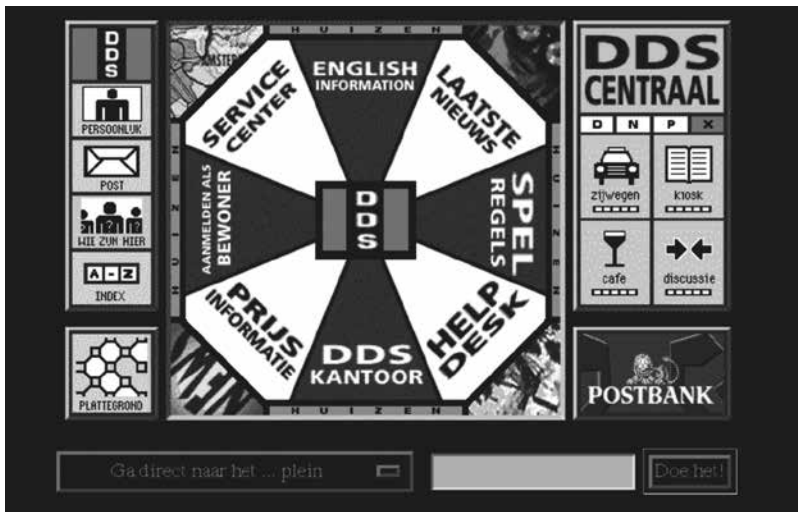 D
D
S
PERSOONLIJK
POST
WIE ZIJN HIER
A-Z
INDEX
PLATTEGROND
HUIZEN
AMSTER
SERVICE
CENTER
ENGLISH
INFORMATION
LAATSTE
NIEUWS
HUIZEN
AANMELDEN ALS
BEWONER
D
D
S
SPEL
REGELS
HUIZEN
PRIJS
INFORMATIE
DDS
KANTOOR
HELP
DESK
HUIZEN
DDS
CENTRAAL
D N P X
zijwegen
kiosk
cafe
discussie
POSTBANK
Ga direct naar het ... plein
Doe het!